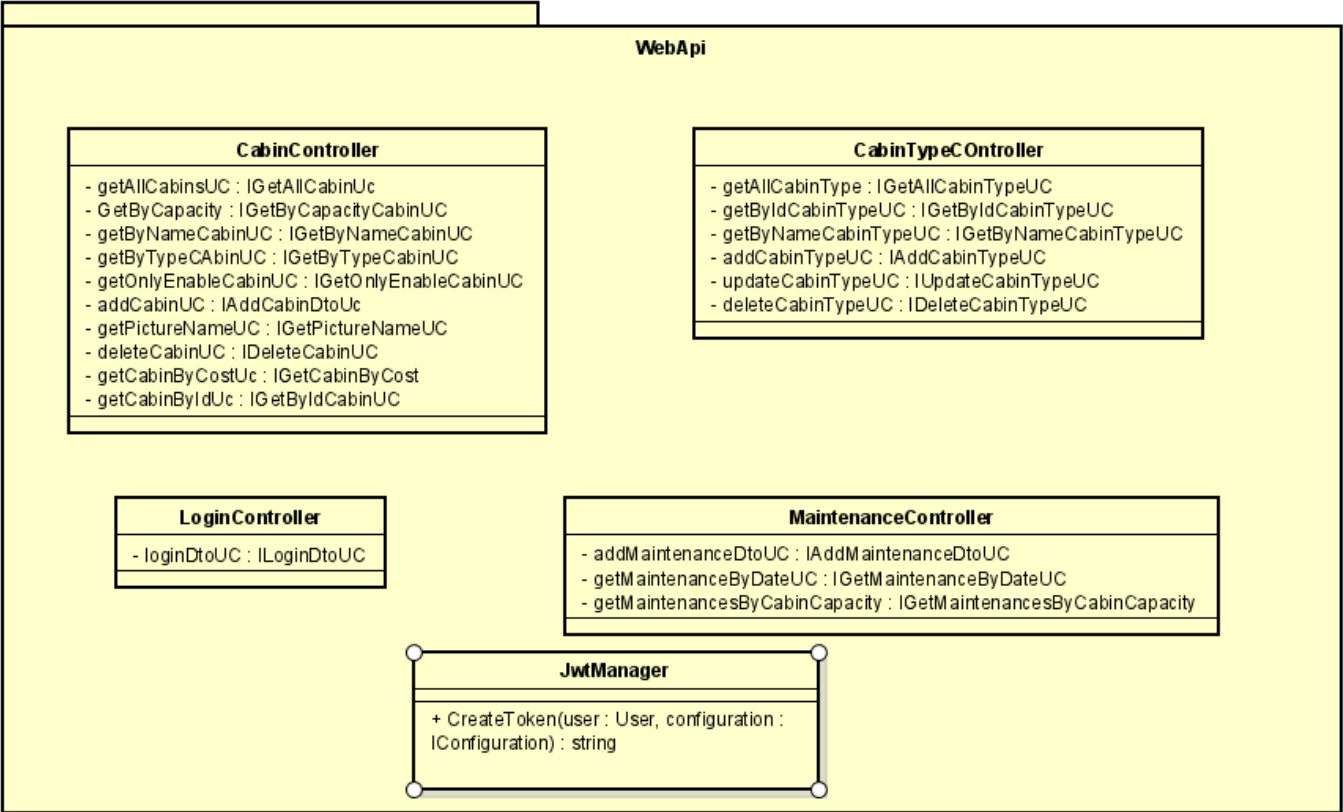 WebApi
CabinController
- getAllCabinsUC : IGetAllCabinUc
- GetByCapacity : IGetByCapacityCabinUC
- getByNameCabinUC : IGetByNameCabinUC
- getByTypeCAbinUC : IGetByTypeCabinUC
- getOnlyEnableCabinUC : IGetOnlyEnableCabinUC
- addCabinUC : IAddCabinDtoUc
- getPictureNameUC : IGetPictureNameUC
- deleteCabinUC : IDeleteCabinUC
- getCabinByCostUc : IGetCabinByCost
- getCabinByIdUc : IGetByIdCabinUC
CabinTypeCOntroller
- getAllCabinType : IGetAllCabinTypeUC
- getByIdCabinTypeUC : IGetByIdCabinTypeUC
- getByNameCabinTypeUC : IGetByNameCabinTypeUC
- addCabinTypeUC : IAddCabinTypeUC
- updateCabinTypeUC : IUpdateCabinTypeUC
- deleteCabinTypeUC : IDeleteCabinTypeUC
LoginController
- loginDtoUC : ILoginDtoUC
MaintenanceController
- addMaintenanceDtoUC : IAddMaintenanceDtoUC
- getMaintenanceByDateUC : IGetMaintenanceByDateUC
- getMaintenancesByCabinCapacity : IGetMaintenancesByCabinCapacity
JwtManager
+ CreateToken(user : User, configuration :
IConfiguration) : string